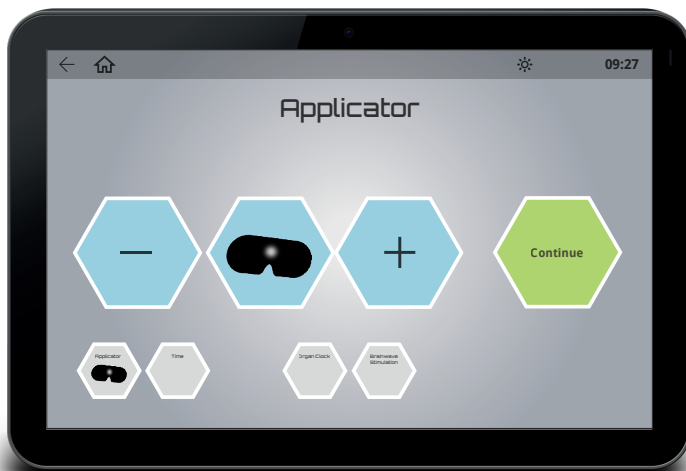 09:27
Applicator
Continue
Applicator
Time
Organ Clock
Brainwave
Stimulation